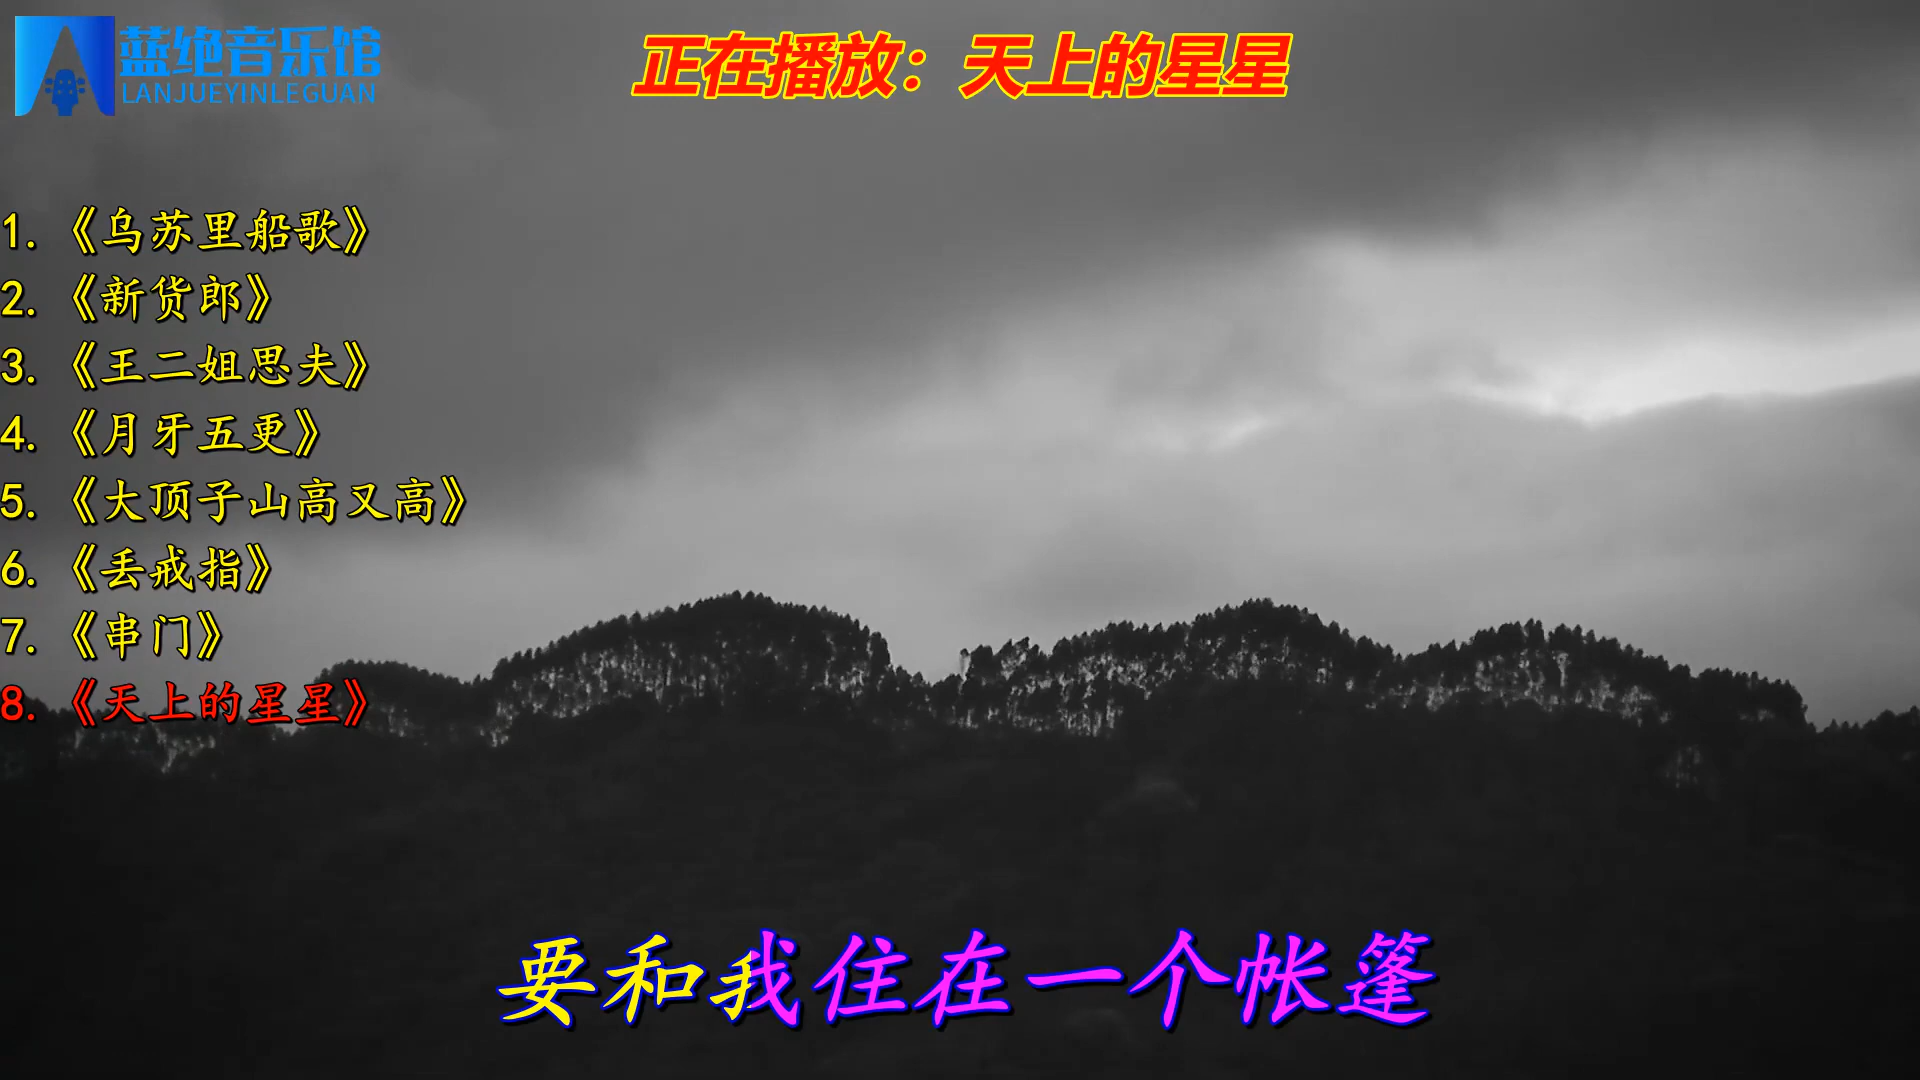 蓝绝音乐馆
LANJUEYINLEGUAN
正在播放：天上的星星
1.《乌苏里船歌》
2.《新货郎》
3.《王二姐思夫》
4.《月牙五更》
5.《大顶子山高又高》
6.《丢戒指》
7.《串门》
8.《天上的星星》
要和我住在一个帐篷